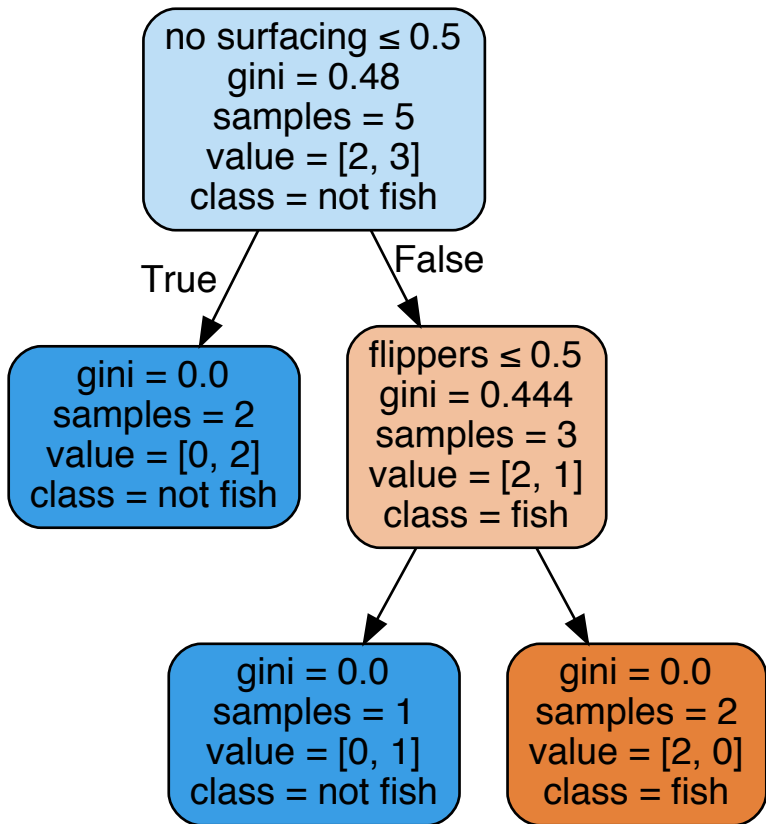 no surfacing ≤ 0.5
gini = 0.48
samples = 5
value = [2, 3]
class = not fish
True
False
gini = 0.0
samples = 2
value = [0, 2]
class = not fish
flippers ≤ 0.5
gini = 0.444
samples = 3
value = [2, 1]
class = fish
gini = 0.0
samples = 1
value = [0, 1]
class = not fish
gini = 0.0
samples = 2
value = [2, 0]
class = fish